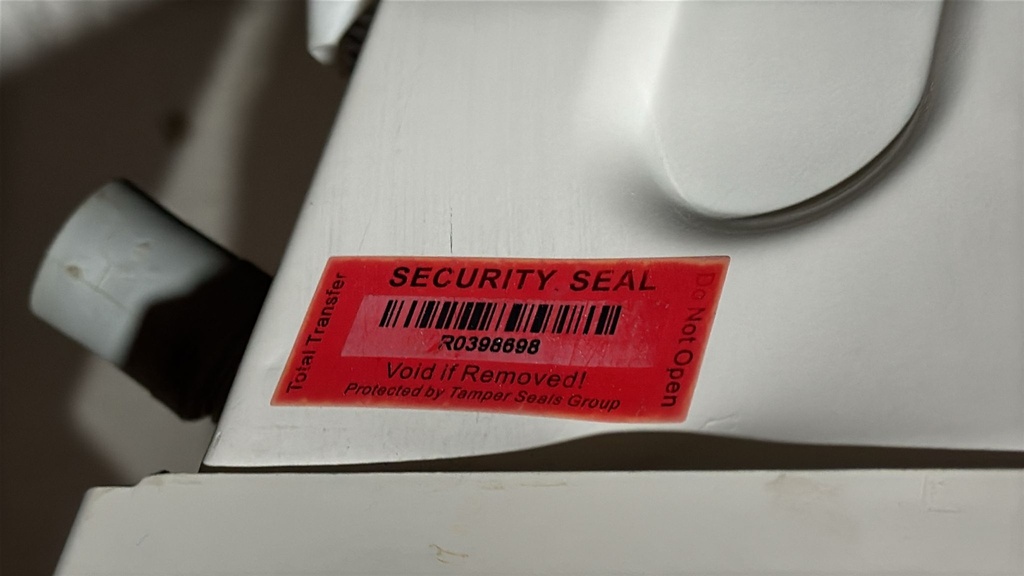 SECURITY SEAL
Total Transfer
R0398698
Do Not Open
Void if Removed!
Protected by Tamper Seals Group